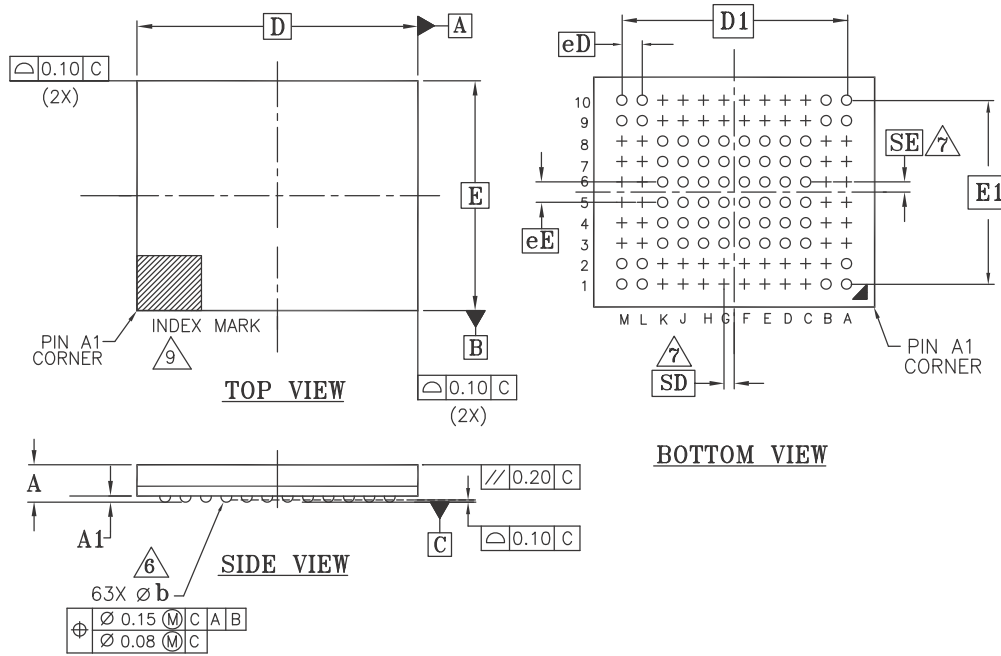 D
A
⌓ 0.10 C
(2X)
E
PIN A1
CORNER
INDEX MARK
9
B
⌓ 0.10 C
(2X)
TOP VIEW
D1
eD
10
9
8
7
6
5
4
3
2
1
SE 7
E1
eE
M L K J H G F E D C B A
7
SD
PIN A1
CORNER
BOTTOM VIEW
A
A1
// 0.20 C
C
⌓ 0.10 C
6
SIDE VIEW
63X ∅ b
⌖ ∅ 0.15 Ⓜ C A B
∅ 0.08 Ⓜ C